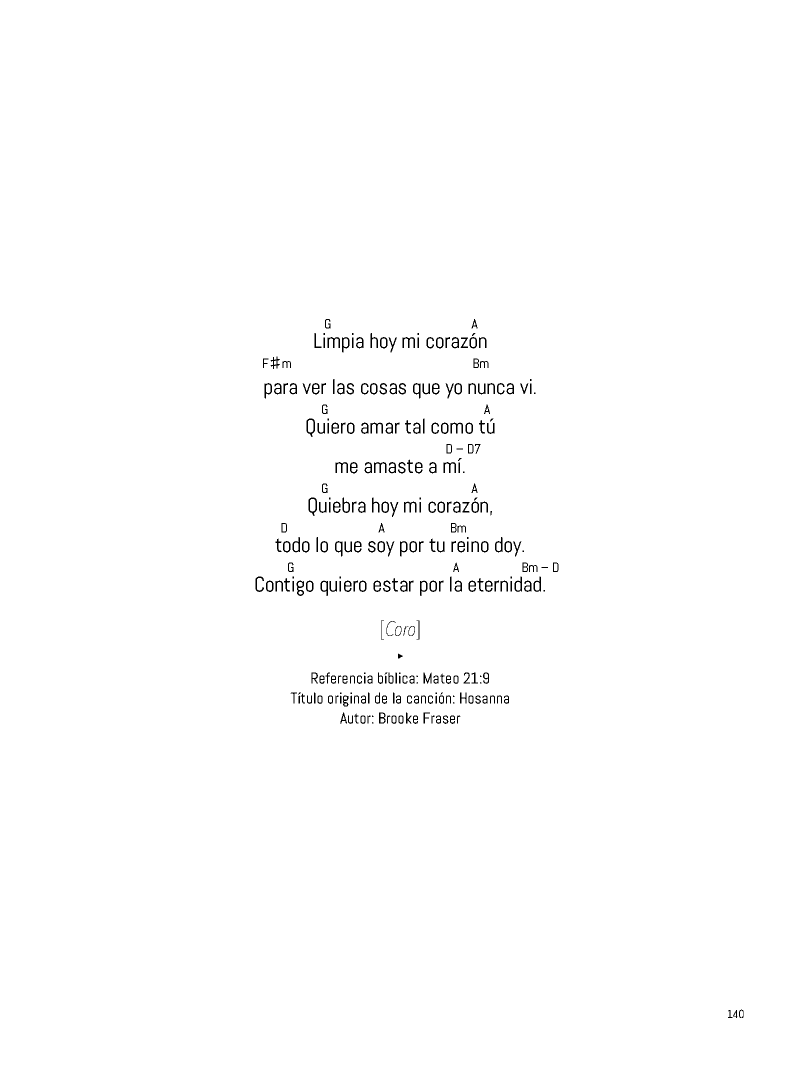 G A
Limpia hoy mi corazón
F♯m Bm
para ver las cosas que yo nunca vi.
G A
Quiero amar tal como tú
D – D7
me amaste a mí.
G A
Quiebra hoy mi corazón,
D A Bm
todo lo que soy por tu reino doy.
G A Bm – D
Contigo quiero estar por la eternidad.
[Coro]
Referencia bíblica: Mateo 21:9
Título original de la canción: Hosanna
Autor: Brooke Fraser
140